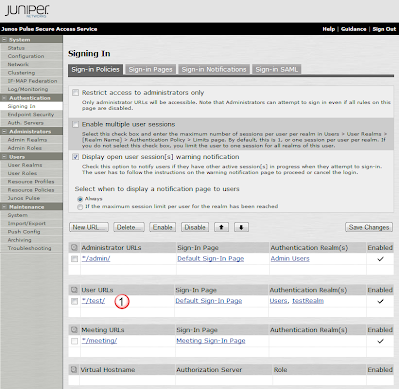 JUNIPER
NETWORKS
Junos Pulse Secure Access Service
Help | Guidance | Sign Out
System
Status
Configuration
Network
Clustering
IF-MAP Federation
Log/Monitoring
Authentication
Signing In
Endpoint Security
Auth. Servers
Administrators
Admin Realms
Admin Roles
Users
User Realms
User Roles
Resource Profiles
Resource Policies
Junos Pulse
Maintenance
System
Import/Export
Push Config
Archiving
Troubleshooting
Signing In
Sign-in Policies Sign-in Pages Sign-in Notifications Sign-in SAML
Restrict access to administrators only
Only administrator URLs will be accessible. Note that Administrators can attempt to sign in even if all rules on this
page are disabled.
Enable multiple user sessions
Select this check box and enter the maximum number of sessions per user per realm in Users > User Realms >
[Realm Name] > Authentication Policy > Limits page. By default, this is 1, or one session per user per realm. If
you do not select this check box, you limit the user to one session for all realms of this user.
Display open user session[s] warning notification
Check this option to notify users if they have other active session[s] in progress when they attempt to sign-in.
The user has to follow the instructions on the warning notification page to proceed or cancel the login.
Select when to display a notification page to users
Always
If the maximum session limit per user for the realm has been reached
New URL... Delete... Enable Disable Save Changes
Administrator URLs Sign-In Page Authentication Realm(s) Enabled
*/admin/ Default Sign-In Page Admin Users
User URLs Sign-In Page Authentication Realm(s) Enabled
*/test/ 1 Default Sign-In Page Users, testRealm
Meeting URLs Sign-In Page Authentication Realm(s) Enabled
*/meeting/ Meeting Sign-In Page
Virtual Hostname Authorization Server Role Enabled